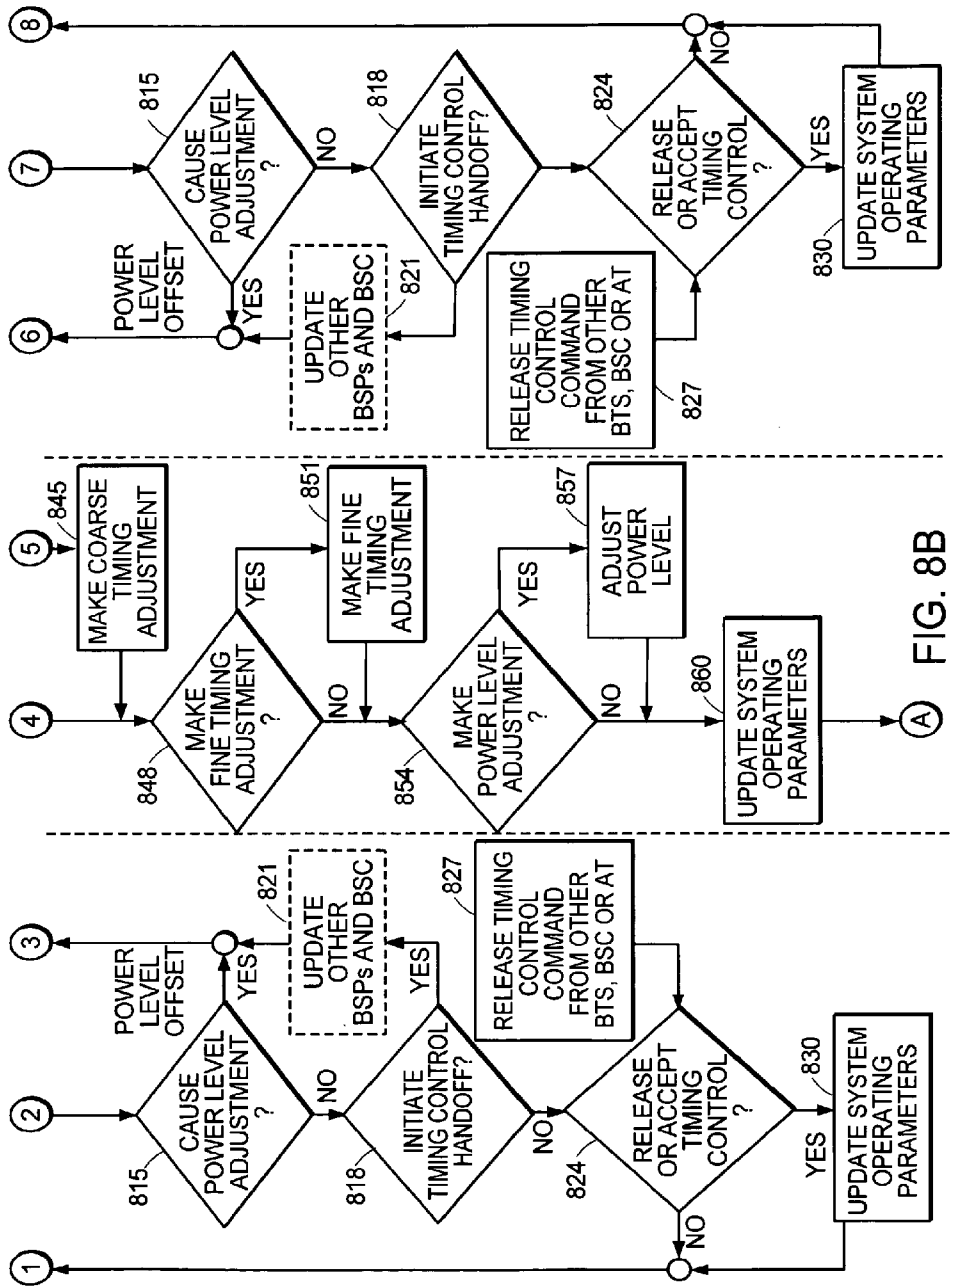 1
2
3
815
CAUSE
POWER LEVEL
ADJUSTMENT
?
YES
POWER
LEVEL
OFFSET
NO
821
UPDATE
OTHER
BSPs AND BSC
818
INITIATE
TIMING CONTROL
HANDOFF?
YES
NO
827
RELEASE TIMING
CONTROL
COMMAND
FROM OTHER
BTS, BSC OR AT
824
RELEASE
OR ACCEPT
TIMING
CONTROL
?
NO
YES
830
UPDATE SYSTEM
OPERATING
PARAMETERS
4
5
845
MAKE COARSE
TIMING
ADJUSTMENT
848
MAKE
FINE TIMING
ADJUSTMENT
?
YES
NO
851
MAKE FINE
TIMING
ADJUSTMENT
854
MAKE
POWER LEVEL
ADJUSTMENT
?
YES
NO
857
ADJUST
POWER
LEVEL
860
UPDATE SYSTEM
OPERATING
PARAMETERS
A
6
7
8
POWER
LEVEL
OFFSET
815
CAUSE
POWER LEVEL
ADJUSTMENT
?
YES
NO
UPDATE
OTHER
BSPs AND BSC
821
818
INITIATE
TIMING CONTROL
HANDOFF?
RELEASE TIMING
CONTROL
COMMAND
FROM OTHER
BTS, BSC OR AT
827
824
RELEASE
OR ACCEPT
TIMING
CONTROL
?
NO
YES
830
UPDATE SYSTEM
OPERATING
PARAMETERS
FIG. 8B